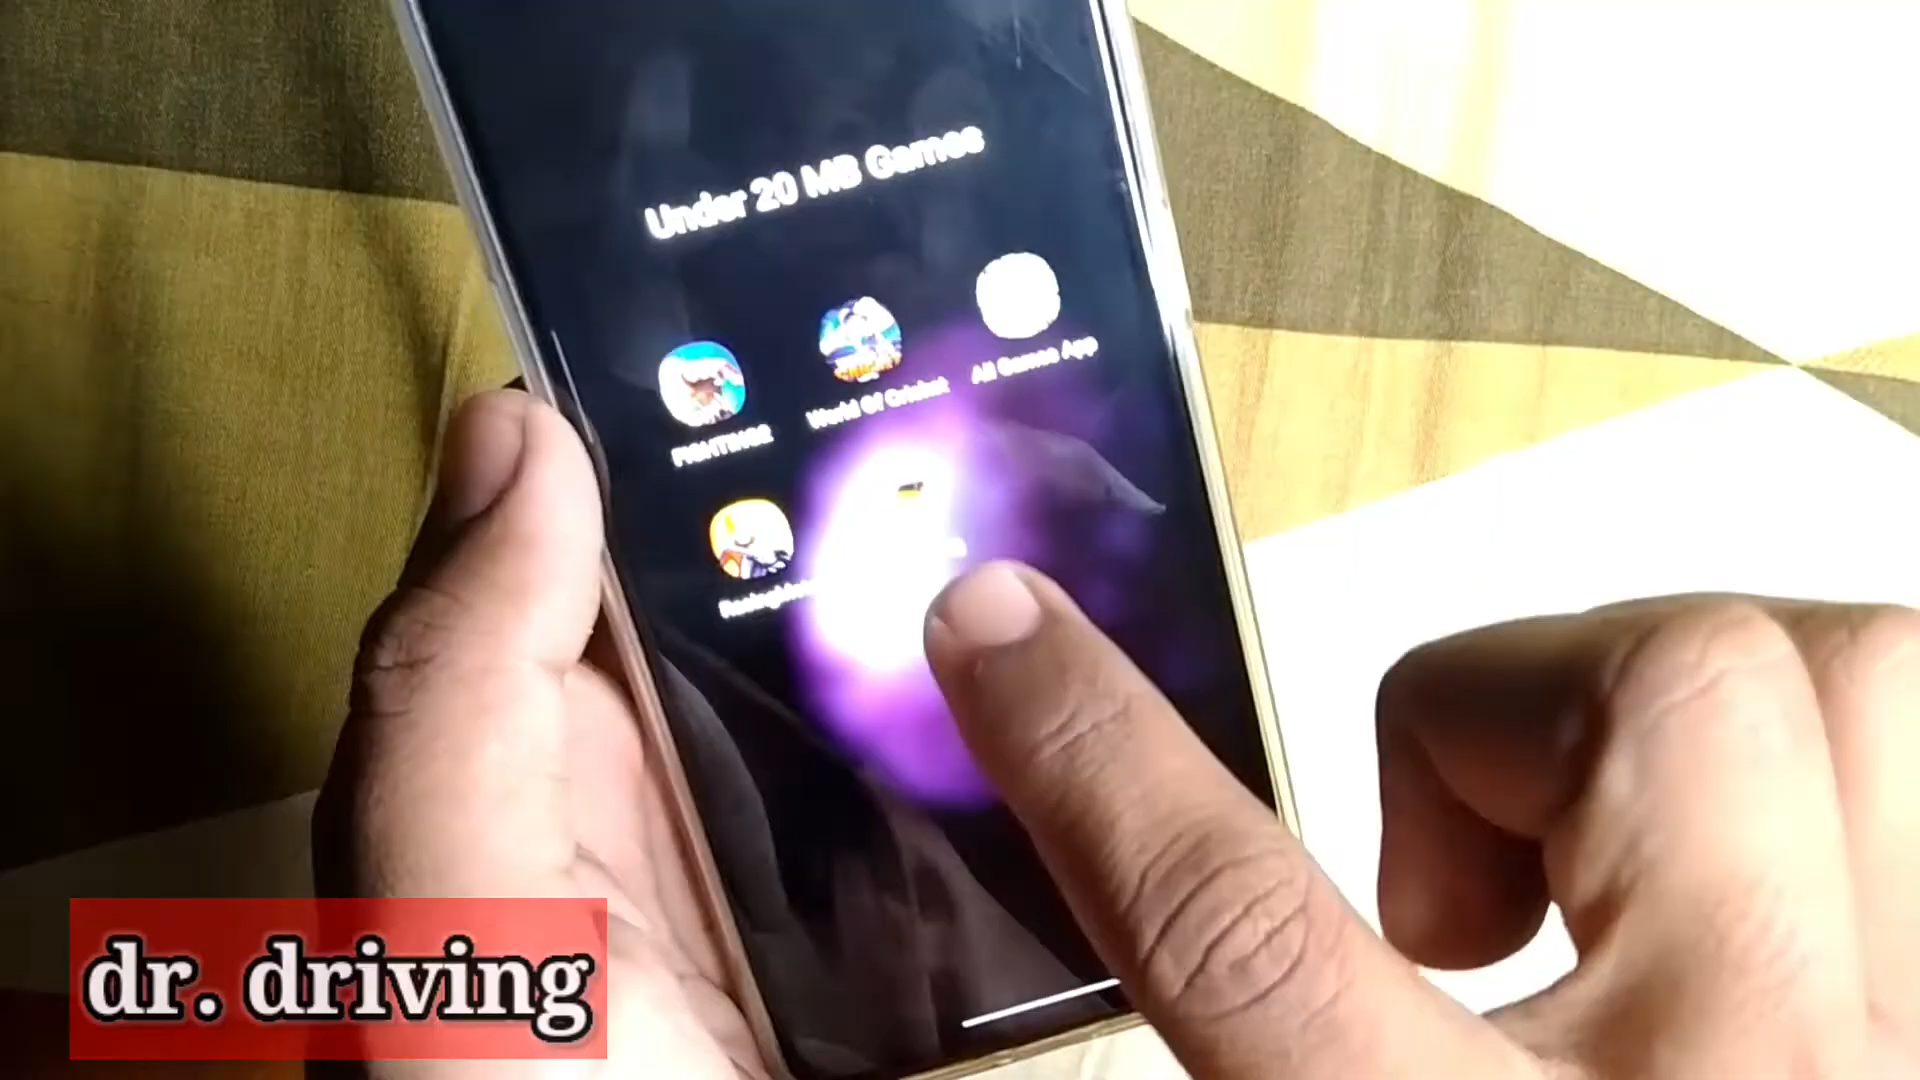 Under 20 MB Games
World Of Cricket
All Games App
dr. driving